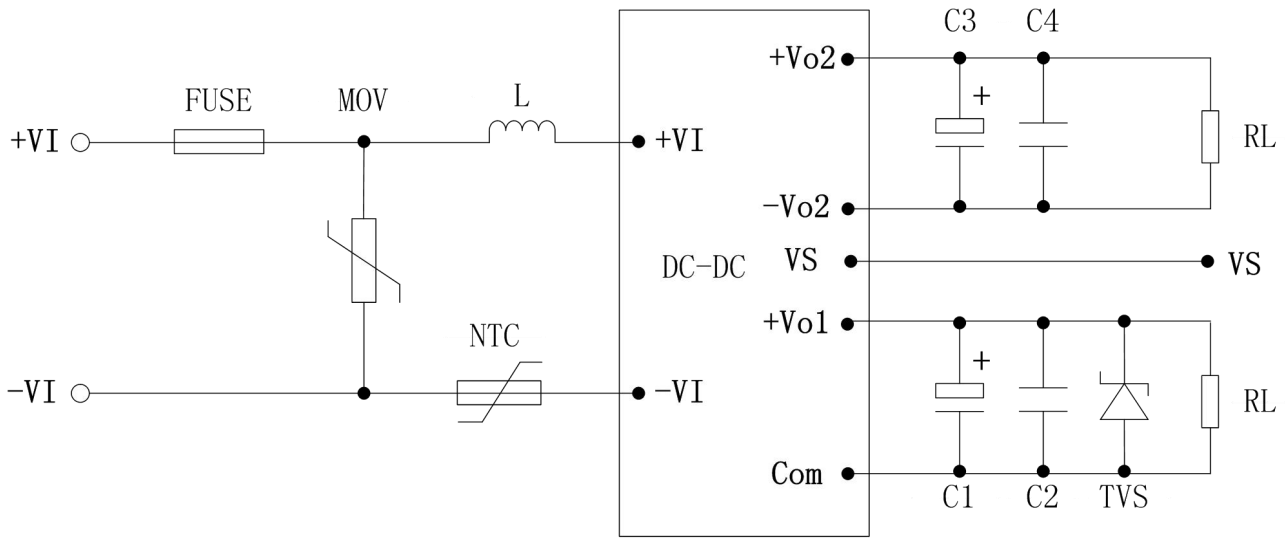 C3 C4
+Vo2
FUSE MOV L
+
+VI +VI RL
-Vo2
DC-DC VS VS
+Vo1
NTC
+
-VI -VI RL
Com
C1 C2 TVS